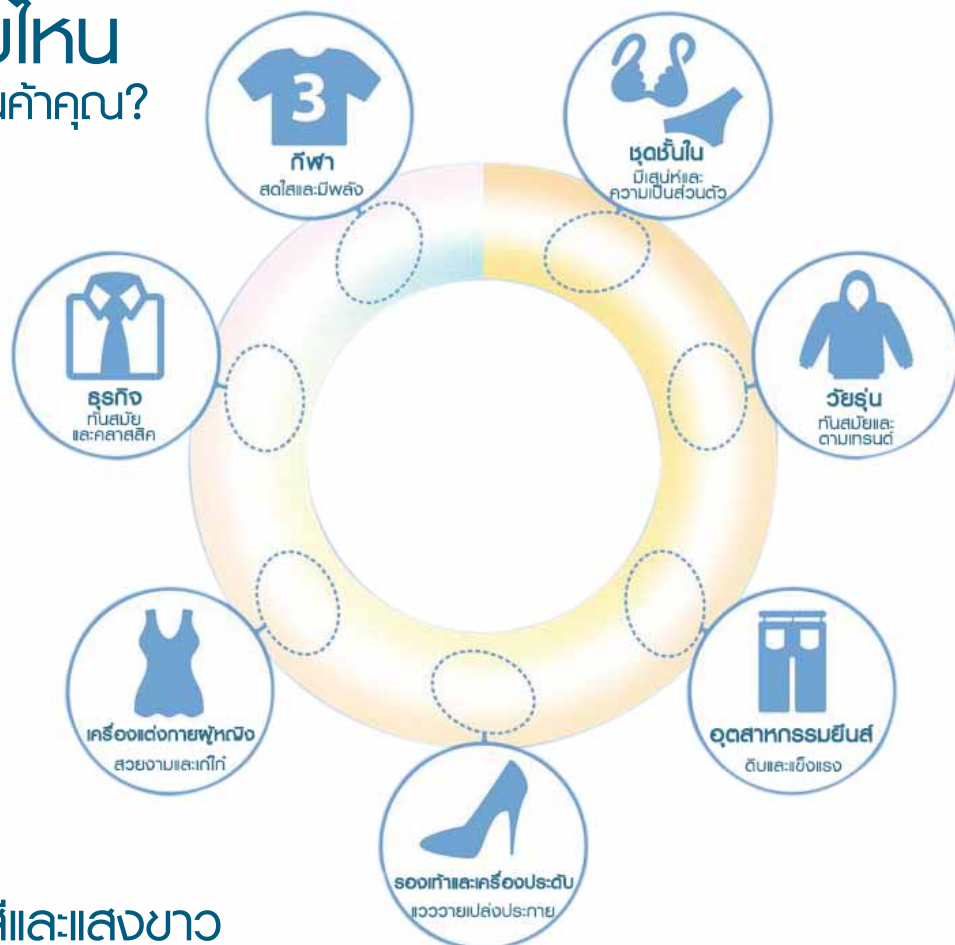 บไหน
นค้าคุณ?
3
กีฬา
สดใสและมีพลัง
ชุดชั้นใน
มีเสน่ห์และ
ความเป็นส่วนตัว
ธุรกิจ
ทันสมัย
และคลาสสิค
วัยรุ่น
ทันสมัยและ
ตามเทรนด์
เครื่องแต่งกายผู้หญิง
สวยงามและเก๋ไก๋
อุตสาหกรรมยีนส์
ดิบและแข็งแรง
รองเท้าและเครื่องประดับ
แวววายเปล่งประกาย
สีและแสงขาว